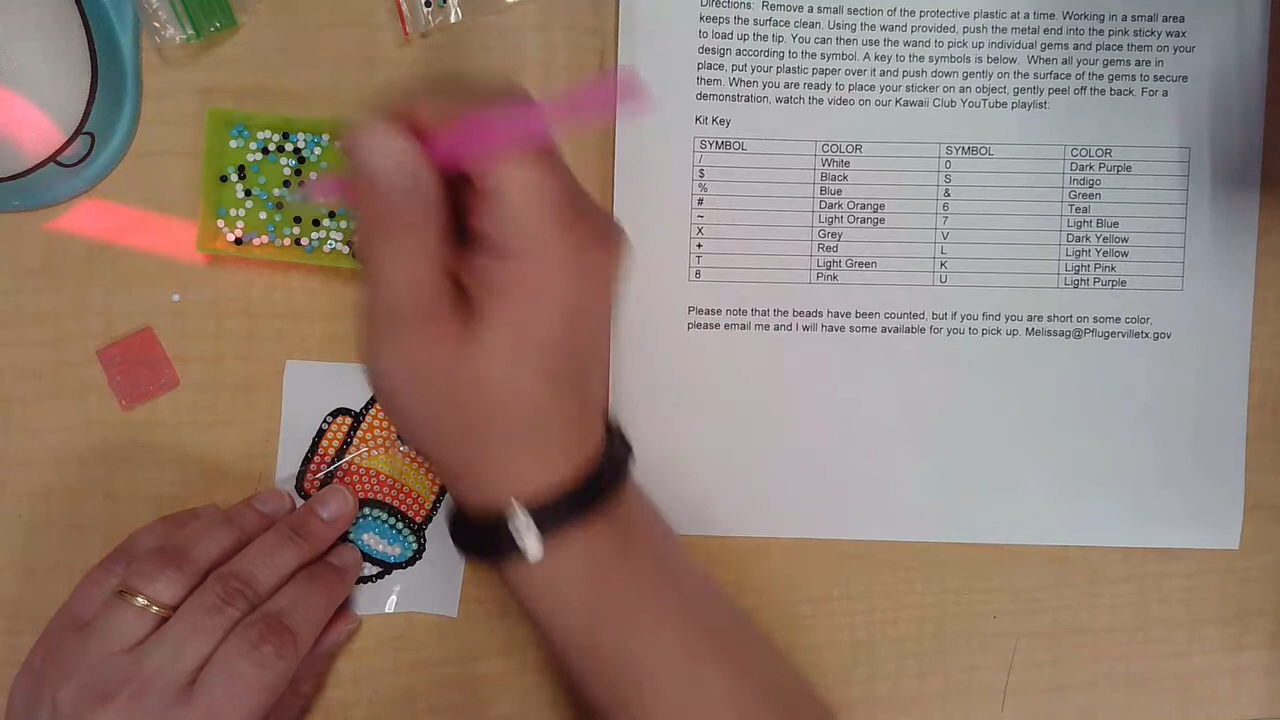 Directions: Remove a small section of the protective plastic at a time. Working in a small area
keeps the surface clean. Using the wand provided, push the metal end into the pink sticky wax
to load up the tip. You can then use the wand to pick up individual gems and place them on your
design according to the symbol. A key to the symbols is below. When all your gems are in
place, put your plastic paper over it and push down gently on the surface of the gems to secure
them. When you are ready to place your sticker on an object, gently peel off the back. For a
demonstration, watch the video on our Kawaii Club YouTube playlist:
Kit Key
SYMBOL COLOR SYMBOL COLOR
/ White 0 Dark Purple
$ Black S Indigo
% Blue & Green
# Dark Orange 6 Teal
~ Light Orange 7 Light Blue
X Grey V Dark Yellow
+ Red L Light Yellow
T Light Green K Light Pink
8 Pink U Light Purple
Please note that the beads have been counted, but if you find you are short on some color,
please email me and I will have some available for you to pick up. Melissag@Pflugervilletx.gov